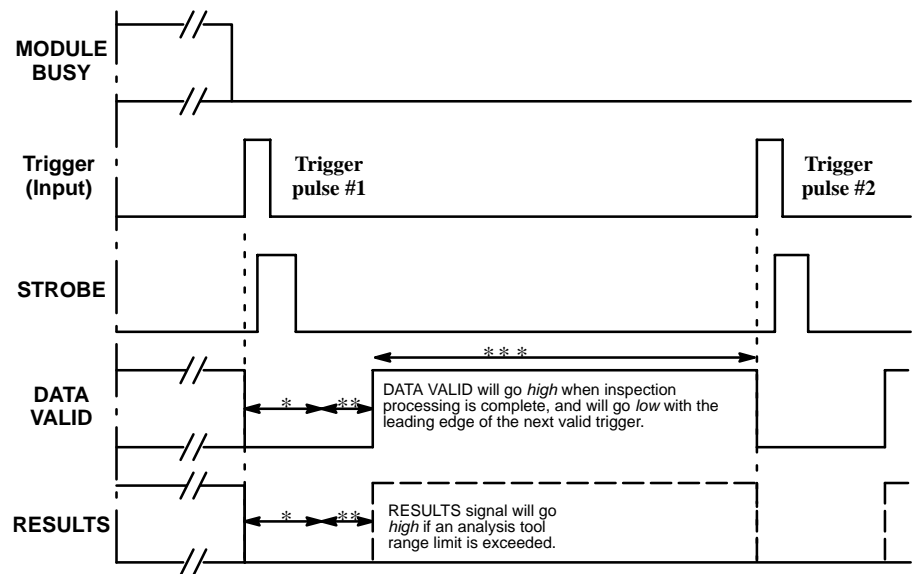 MODULE
BUSY
Trigger
(Input)
Trigger
pulse #1
Trigger
pulse #2
STROBE
DATA
VALID
***
*
**
DATA VALID will go high when inspection
processing is complete, and will go low with the
leading edge of the next valid trigger.
RESULTS
*
**
RESULTS signal will go
high if an analysis tool
range limit is exceeded.